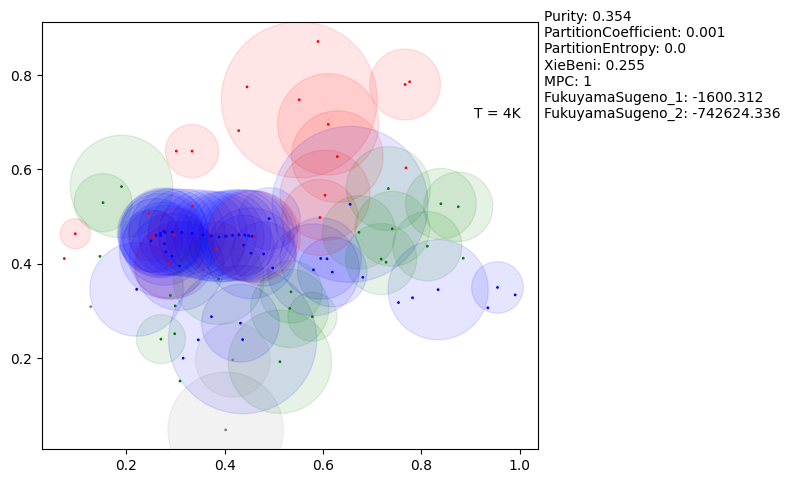 Purity: 0.354
PartitionCoefficient: 0.001
PartitionEntropy: 0.0
XieBeni: 0.255
MPC: 1
FukuyamaSugeno_1: -1600.312
FukuyamaSugeno_2: -742624.336
T = 4K
0.8
0.6
0.4
0.2
0.2 0.4 0.6 0.8 1.0